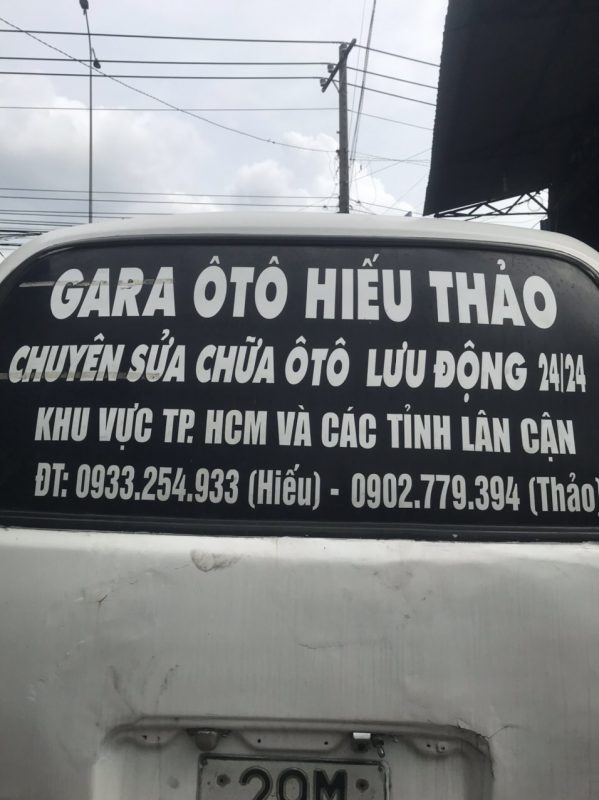 GARA ÔTÔ HIẾU THẢO
CHUYÊN SỬA CHỮA ÔTÔ LƯU ĐỘNG 24|24
KHU VỰC TP. HCM VÀ CÁC TỈNH LÂN CẬN
ĐT: 0933.254.933 (Hiếu) - 0902.779.394 (Thảo)
20M